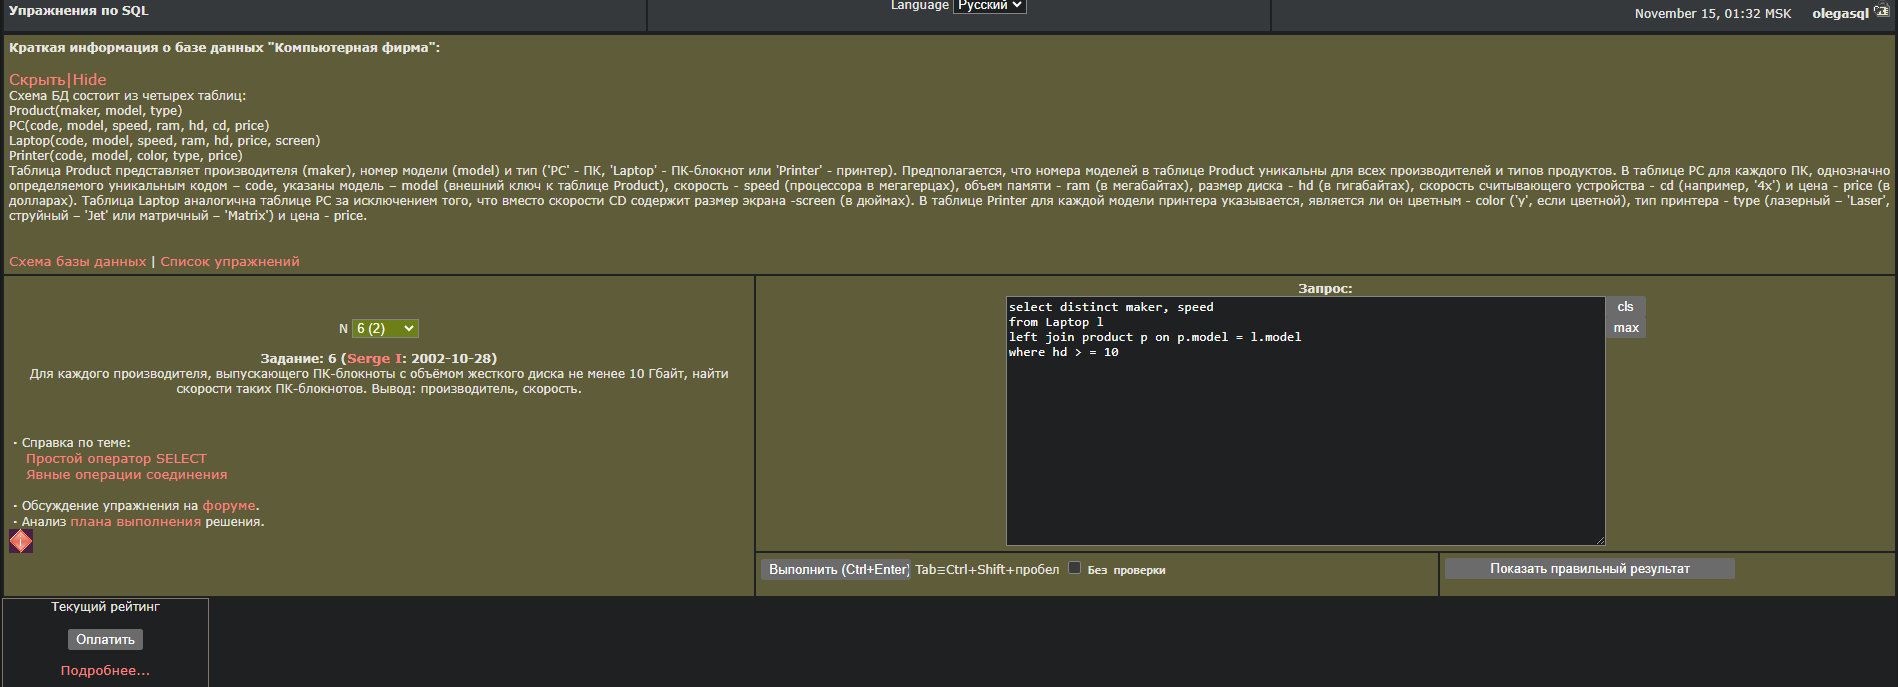 Упражнения по SQL
Language Русский
November 15, 01:32 MSK olegasql
Краткая информация о базе данных "Компьютерная фирма":
Скрыть|Hide
Схема БД состоит из четырех таблиц:
Product(maker, model, type)
PC(code, model, speed, ram, hd, cd, price)
Laptop(code, model, speed, ram, hd, price, screen)
Printer(code, model, color, type, price)
Таблица Product представляет производителя (maker), номер модели (model) и тип ('PC' - ПК, 'Laptop' - ПК-блокнот или 'Printer' - принтер). Предполагается, что номера моделей в таблице Product уникальны для всех производителей и типов продуктов. В таблице PC для каждого ПК, однозначно
определяемого уникальным кодом – code, указаны модель – model (внешний ключ к таблице Product), скорость - speed (процессора в мегагерцах), объем памяти - ram (в мегабайтах), размер диска - hd (в гигабайтах), скорость считывающего устройства - cd (например, '4x') и цена - price (в
долларах). Таблица Laptop аналогична таблице РС за исключением того, что вместо скорости CD содержит размер экрана -screen (в дюймах). В таблице Printer для каждой модели принтера указывается, является ли он цветным - color ('y', если цветной), тип принтера - type (лазерный – 'Laser',
струйный – 'Jet' или матричный – 'Matrix') и цена - price.
Схема базы данных | Список упражнений
N 6 (2)
Задание: 6 (Serge I: 2002-10-28)
Для каждого производителя, выпускающего ПК-блокноты c объёмом жесткого диска не менее 10 Гбайт, найти
скорости таких ПК-блокнотов. Вывод: производитель, скорость.
· Справка по теме:
Простой оператор SELECT
Явные операции соединения
· Обсуждение упражнения на форуме.
· Анализ плана выполнения решения.
Запрос:
select distinct maker, speed
from Laptop l
left join product p on p.model = l.model
where hd > = 10
cls
max
Выполнить (Ctrl+Enter) Tab≡Ctrl+Shift+пробел Без проверки
Показать правильный результат
Текущий рейтинг
Оплатить
Подробнее...